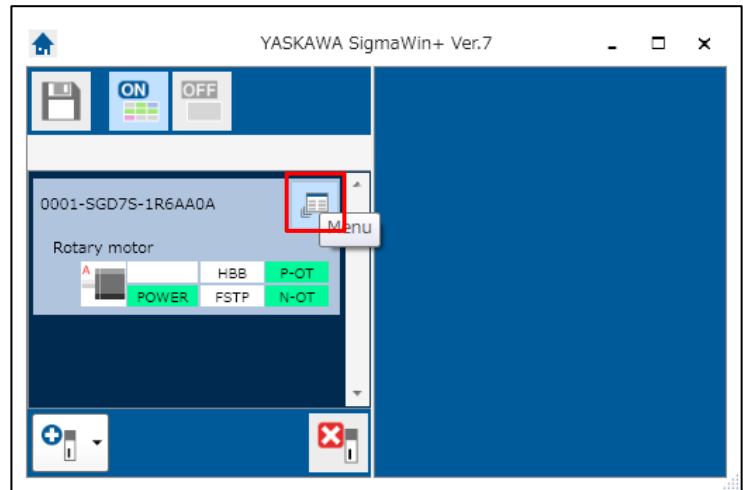 YASKAWA SigmaWin+ Ver.7
ON OFF
0001-SGD7S-1R6AA0A
Menu
Rotary motor
A HBB P-OT
POWER FSTP N-OT